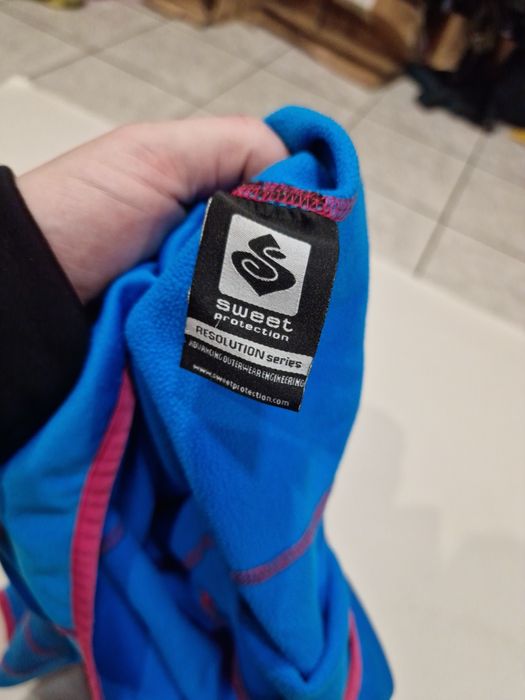 sweet
protection
RESOLUTION series
ADVANCING OUTERWEAR ENGINEERING
www.sweetprotection.com